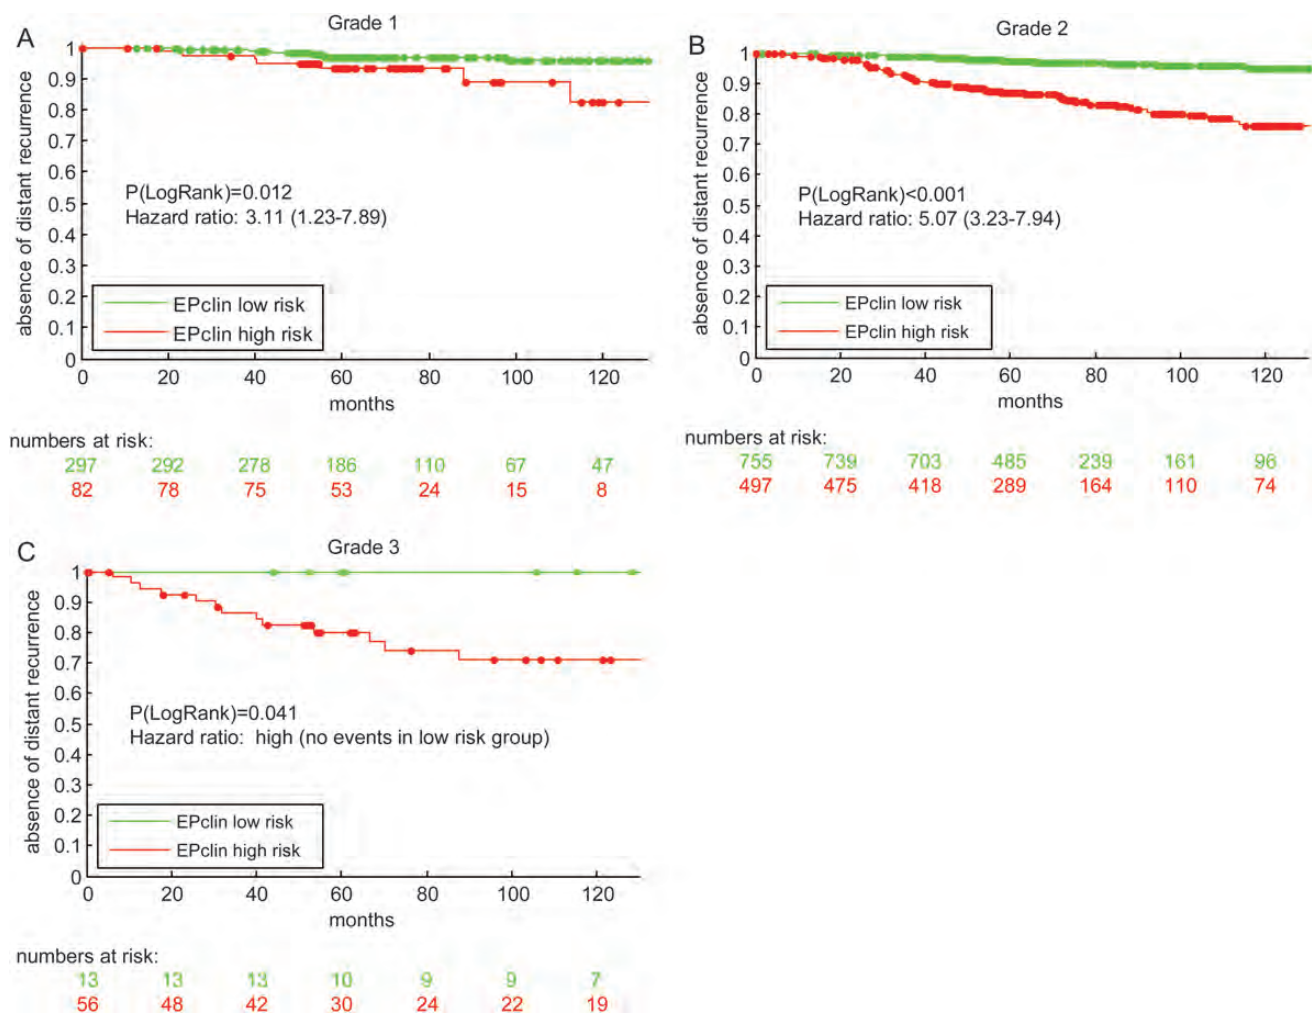 A
Grade 1
absence of distant recurrence
1
0.9
0.8
0.7
0.6
0.5
0.4
0.3
0.2
0.1
0
P(LogRank)=0.012
Hazard ratio: 3.11 (1.23-7.89)
EPclin low risk
EPclin high risk
0 20 40 60 80 100 120
months
numbers at risk:
297 292 278 186 110 67 47
82 78 75 53 24 15 8
B
Grade 2
absence of distant recurrence
1
0.9
0.8
0.7
0.6
0.5
0.4
0.3
0.2
0.1
0
P(LogRank)<0.001
Hazard ratio: 5.07 (3.23-7.94)
EPclin low risk
EPclin high risk
0 20 40 60 80 100 120
months
numbers at risk:
755 739 703 485 239 161 96
497 475 418 289 164 110 74
C
Grade 3
absence of distant recurrence
1
0.9
0.8
0.7
0.6
0.5
0.4
0.3
0.2
0.1
0
P(LogRank)=0.041
Hazard ratio: high (no events in low risk group)
EPclin low risk
EPclin high risk
0 20 40 60 80 100 120
months
numbers at risk:
13 13 13 10 9 9 7
56 48 42 30 24 22 19